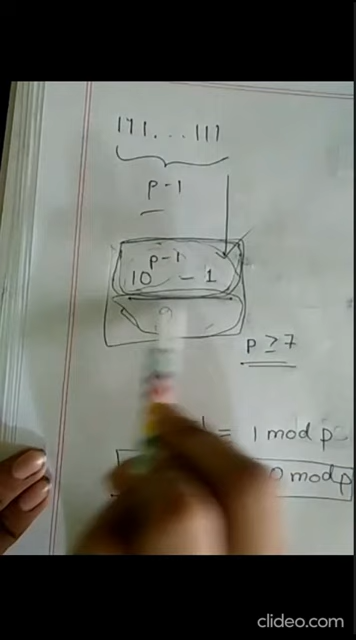 111...111
p-1
10^{p-1} - 1
p ≥ 7
= 1 mod p
0 mod p
clideo.com